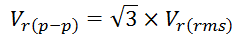 V_{r(p-p)} = √3 × V_{r(rms)}